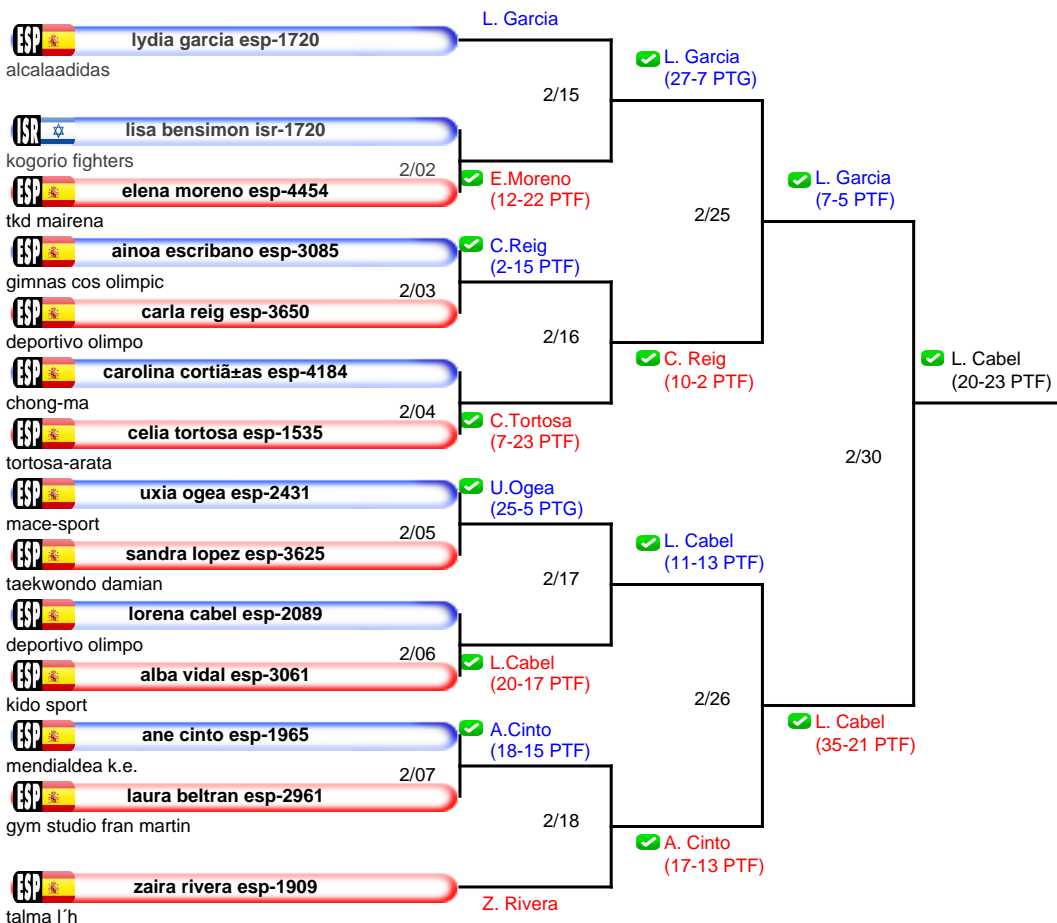 L. Garcia
ESP lydia garcia esp-1720
alcalaadidas
L. Garcia
(27-7 PTG)
2/15
ISR lisa bensimon isr-1720
kogorio fighters
2/02
E.Moreno
(12-22 PTF)
ESP elena moreno esp-4454
tkd mairena
L. Garcia
(7-5 PTF)
2/25
ESP ainoa escribano esp-3085
gimnas cos olimpic
C.Reig
(2-15 PTF)
2/03
ESP carla reig esp-3650
deportivo olimpo
2/16
C. Reig
(10-2 PTF)
ESP carolina cortiã±as esp-4184
chong-ma
2/04
C.Tortosa
(7-23 PTF)
ESP celia tortosa esp-1535
tortosa-arata
L. Cabel
(20-23 PTF)
2/30
ESP uxia ogea esp-2431
mace-sport
U.Ogea
(25-5 PTG)
2/05
ESP sandra lopez esp-3625
taekwondo damian
L. Cabel
(11-13 PTF)
2/17
ESP lorena cabel esp-2089
deportivo olimpo
2/06
L.Cabel
(20-17 PTF)
ESP alba vidal esp-3061
kido sport
2/26
L. Cabel
(35-21 PTF)
ESP ane cinto esp-1965
mendialdea k.e.
A.Cinto
(18-15 PTF)
2/07
ESP laura beltran esp-2961
gym studio fran martin
2/18
A. Cinto
(17-13 PTF)
ESP zaira rivera esp-1909
talma l´h
Z. Rivera